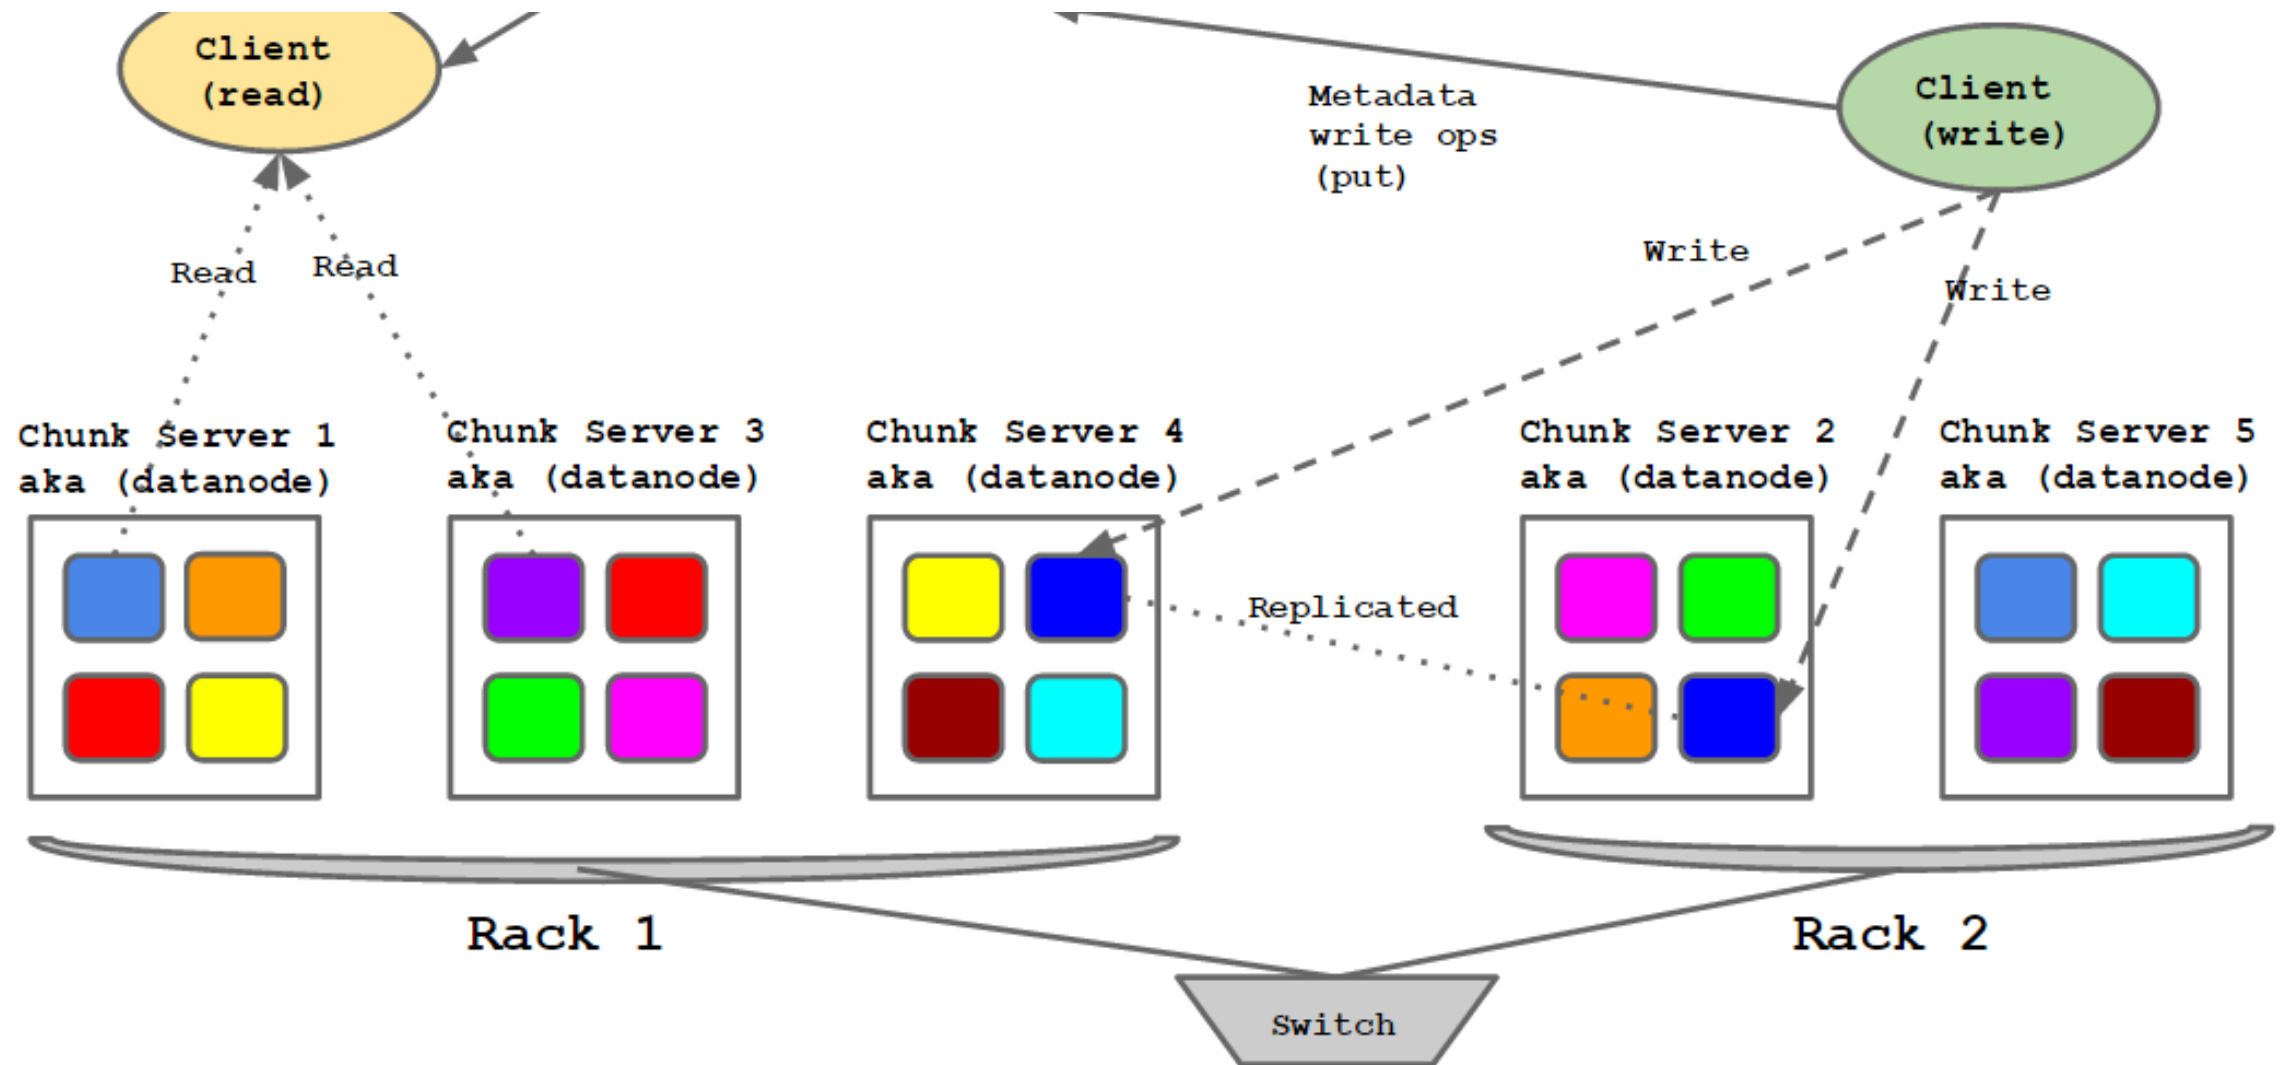 Client
(read)
Metadata
write ops
(put)
Client
(write)
Read
Read
Write
Write
Chunk Server 1
aka (datanode)
Chunk Server 3
aka (datanode)
Chunk Server 4
aka (datanode)
Chunk Server 2
aka (datanode)
Chunk Server 5
aka (datanode)
Replicated
Rack 1
Rack 2
Switch